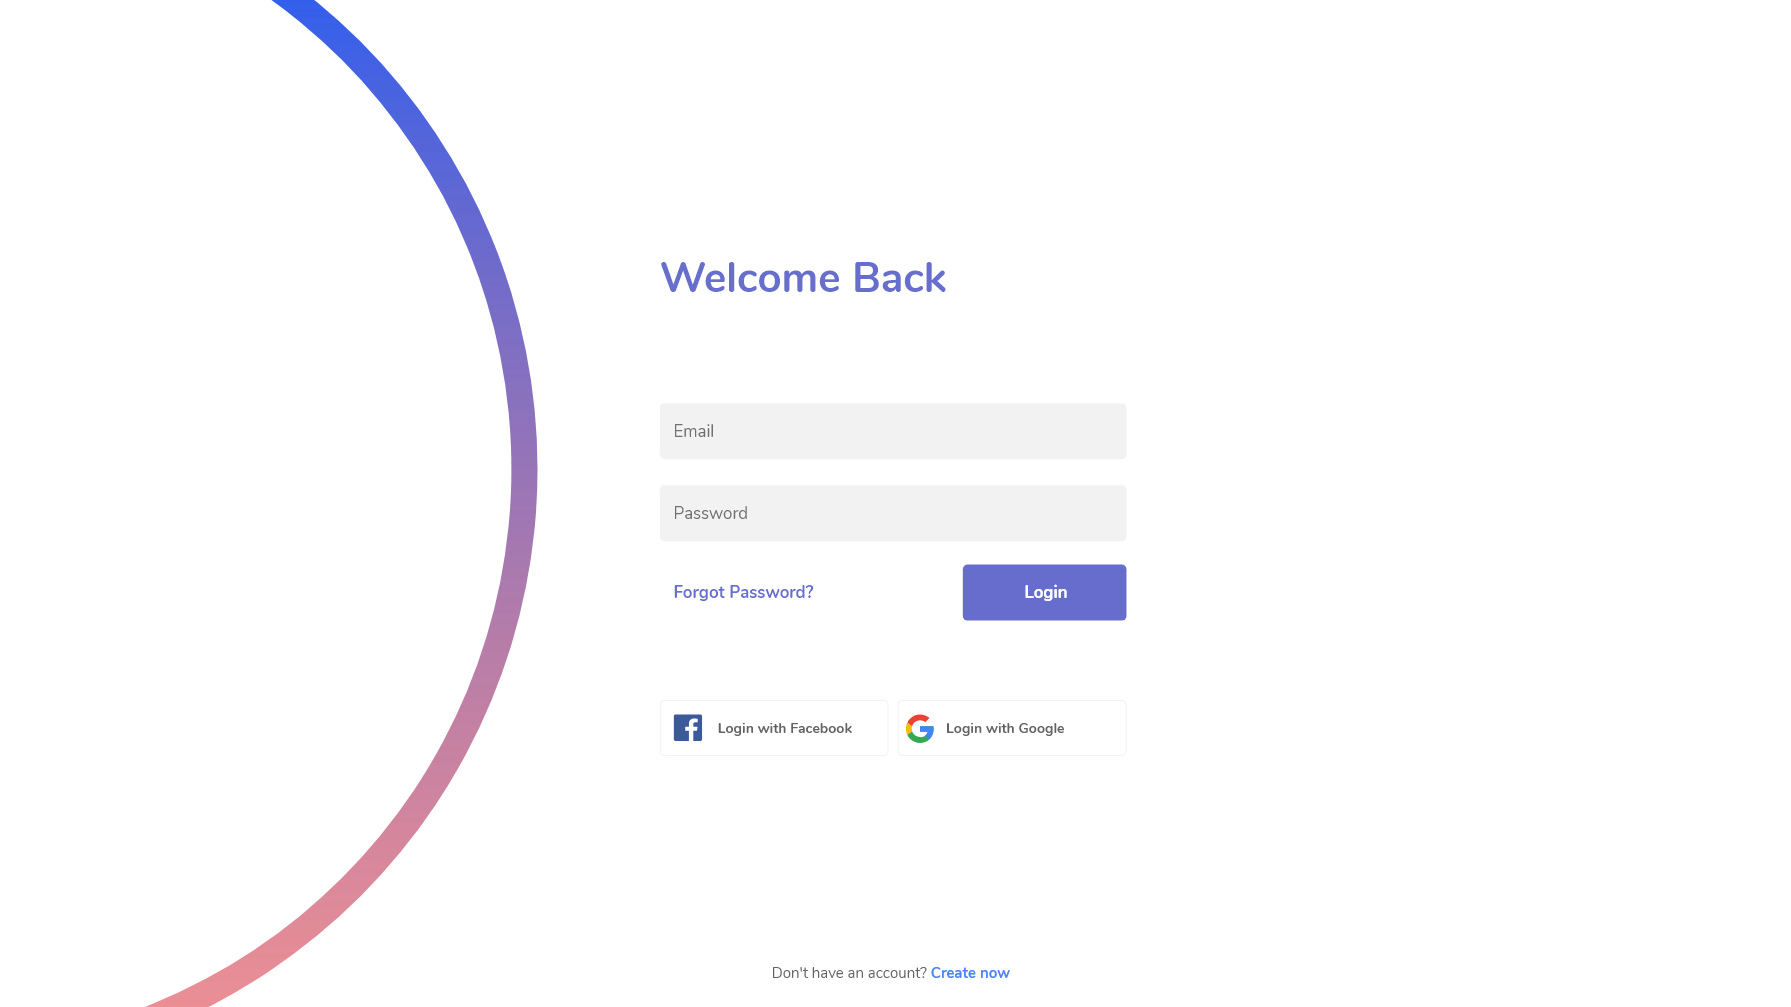 Welcome Back
Email
Password
Forgot Password?
Login
Login with Facebook
Login with Google
Don't have an account? Create now